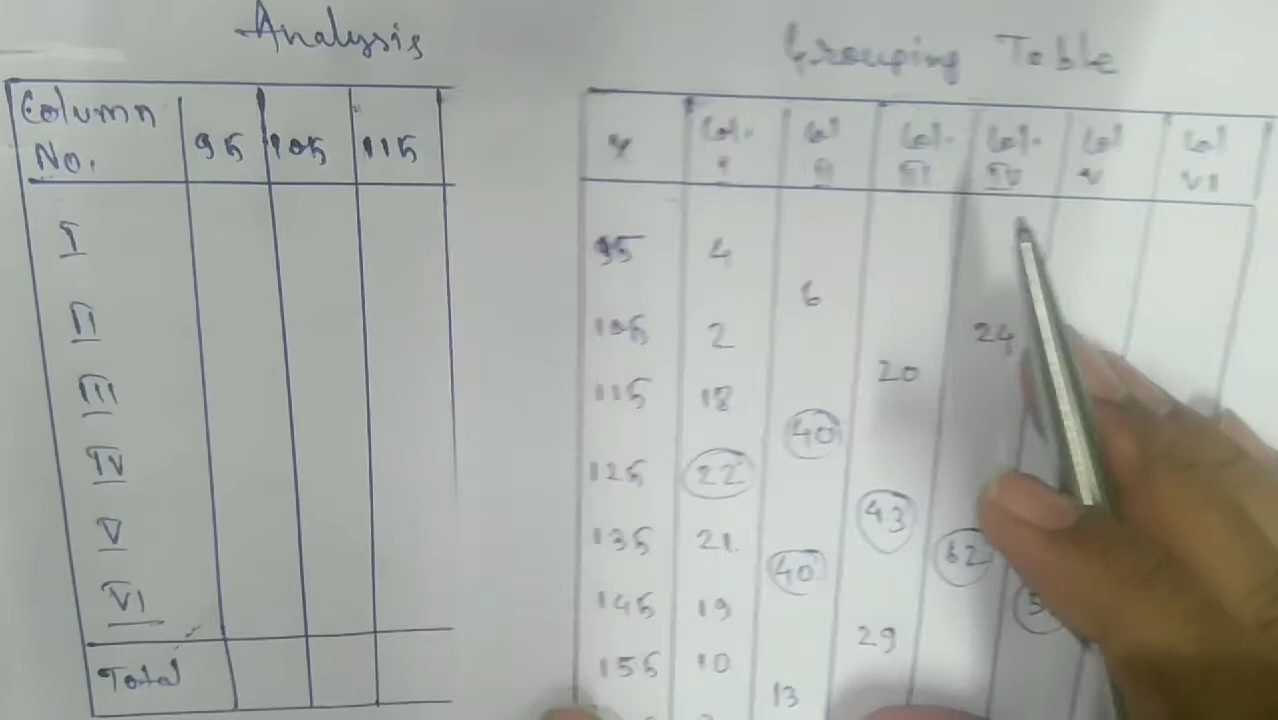 Analysis
Column No. 95 105 115
I
II
III
IV
V
VI
Total
Grouping Table
x Col. I Col II Col. III Col. IV Col V Col VI
95 4
6
105 2 24
20
115 18
40
125 22
43
135 21 62
40
145 19
29
155 10
13